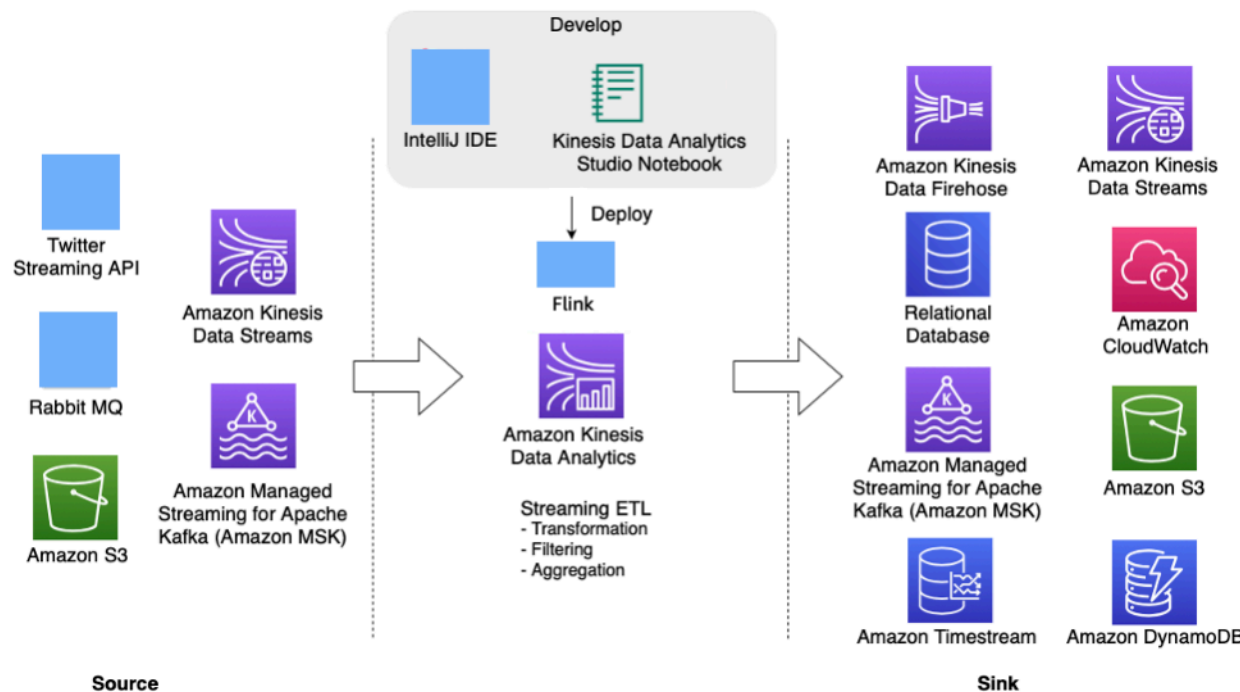 Develop
IntelliJ IDE
Kinesis Data Analytics
Studio Notebook
Deploy
Flink
Twitter
Streaming API
Amazon Kinesis
Data Streams
Rabbit MQ
Amazon Managed
Streaming for Apache
Kafka (Amazon MSK)
Amazon S3
Amazon Kinesis
Data Analytics
Streaming ETL
- Transformation
- Filtering
- Aggregation
Amazon Kinesis
Data Firehose
Amazon Kinesis
Data Streams
Relational
Database
Amazon
CloudWatch
K
Amazon Managed
Streaming for Apache
Kafka (Amazon MSK)
K
Amazon S3
Amazon Timestream
Amazon DynamoDB
Source
Sink